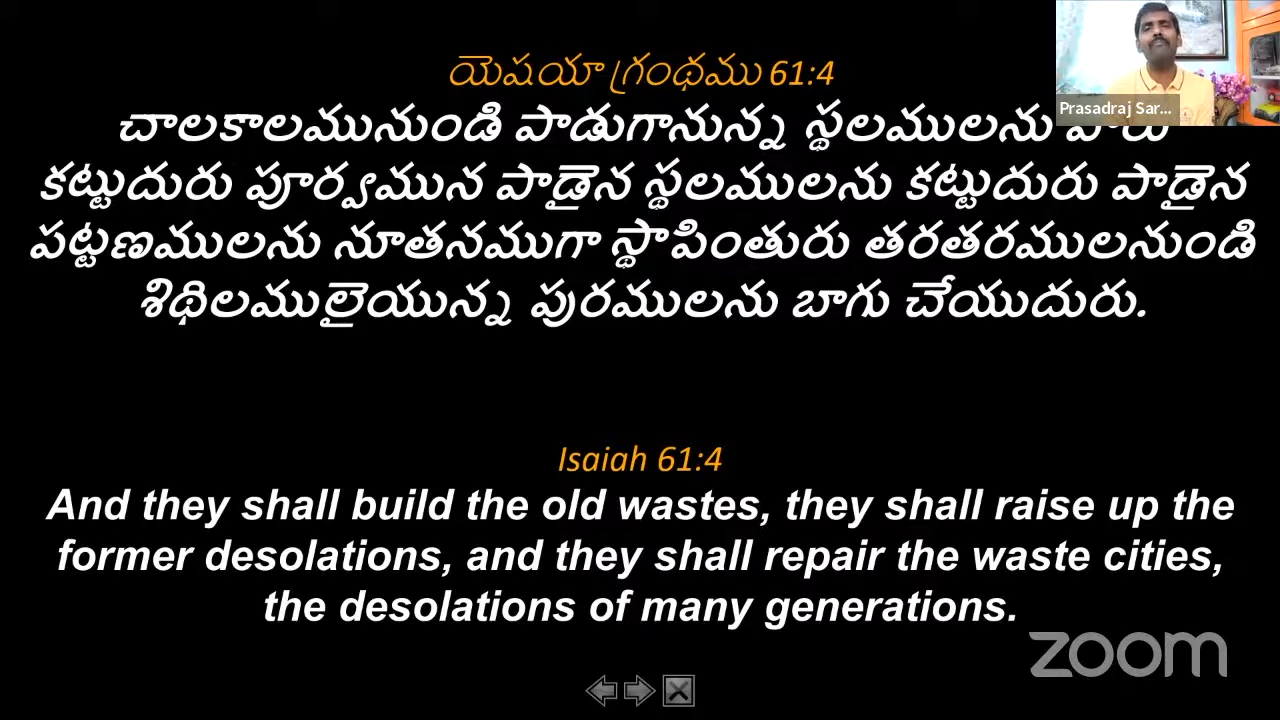 యెషయా గ్రంథము 61:4
Prasadraj Sar...
చాలకాలమునుండి పాడుగానున్న స్థలములను
కట్టుదురు పూర్వమున పాడైన స్థలములను కట్టుదురు పాడైన
పట్టణములను నూతనముగా స్థాపింతురు తరతరములనుండి
శిథిలములైయున్న పురములను బాగు చేయుదురు.
Isaiah 61:4
And they shall build the old wastes, they shall raise up the
former desolations, and they shall repair the waste cities,
the desolations of many generations.
zoom